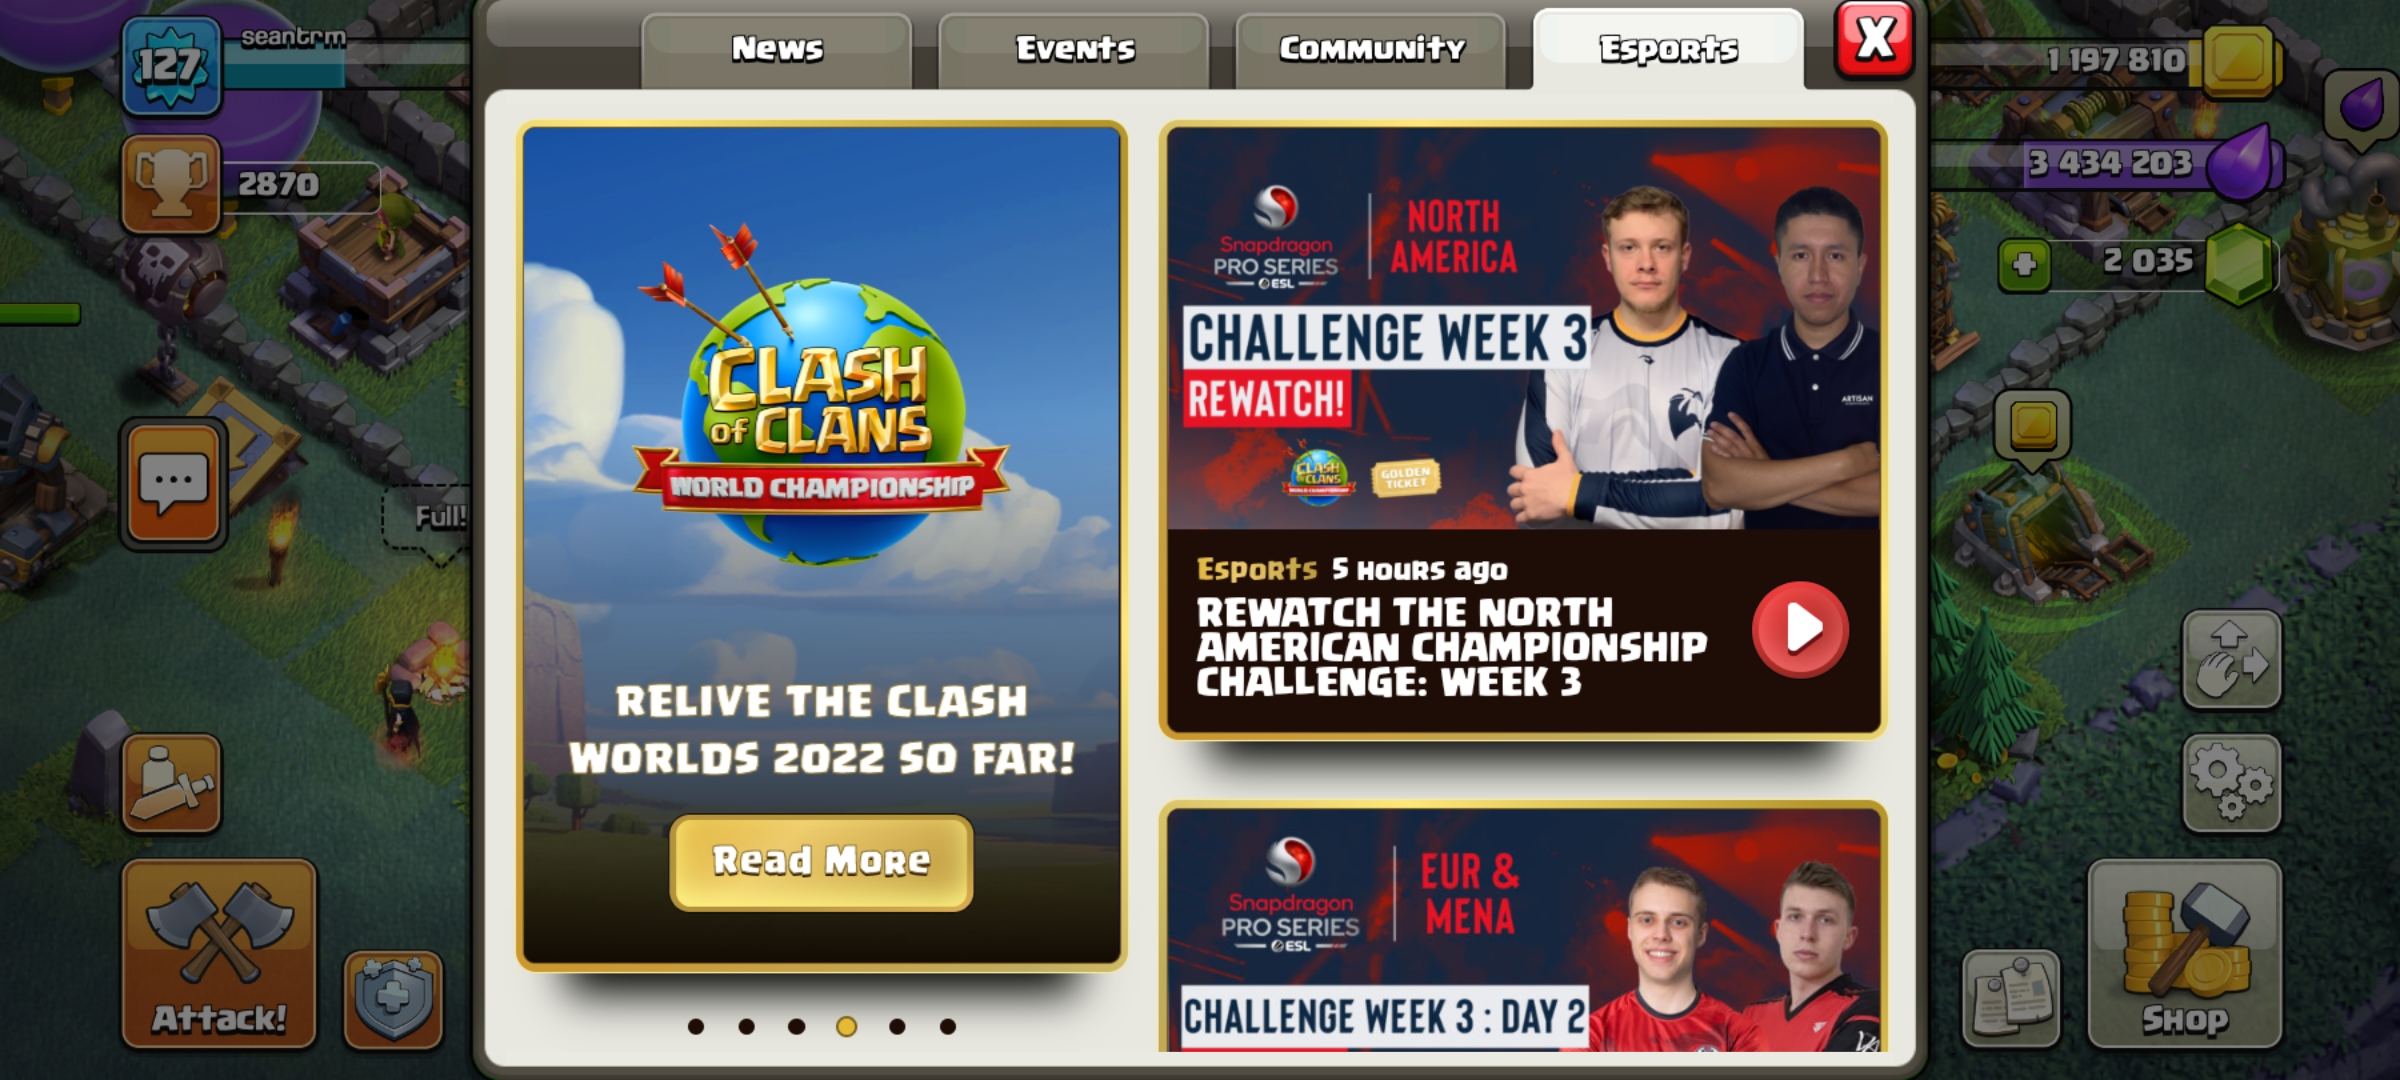 127
seantrm
2870
Full!
Attack!
News
Events
Community
Esports
X
CLASH
of CLANS
WORLD CHAMPIONSHIP
RELIVE THE CLASH
WORLDS 2022 SO FAR!
Read More
Snapdragon
PRO SERIES
ESL
NORTH
AMERICA
CHALLENGE WEEK 3
REWATCH!
CLASH
of CLANS
WORLD CHAMPIONSHIP
GOLDEN
TICKET
ARTISAN
Esports 5 hours ago
REWATCH THE NORTH
AMERICAN CHAMPIONSHIP
CHALLENGE: WEEK 3
Snapdragon
PRO SERIES
ESL
EUR &
MENA
CHALLENGE WEEK 3 : DAY 2
1 197 810
3 434 203
2 035
Shop